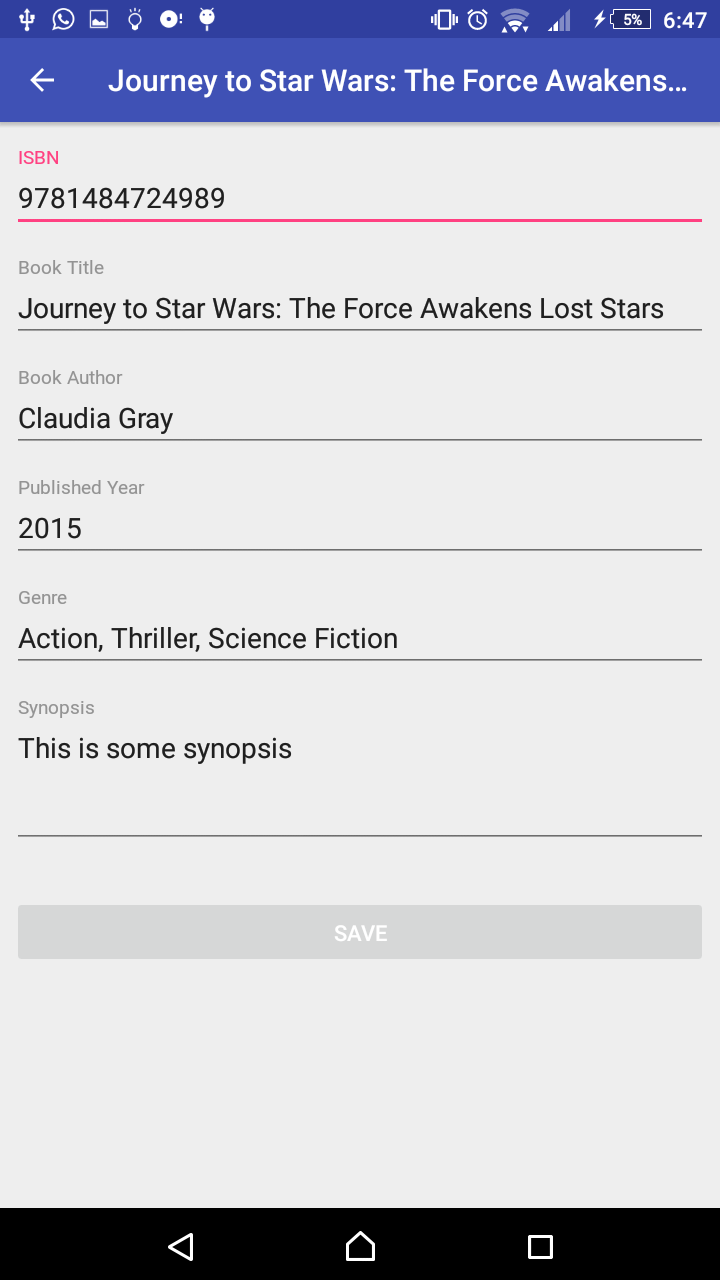 5%
6:47
Journey to Star Wars: The Force Awakens...
ISBN
9781484724989
Book Title
Journey to Star Wars: The Force Awakens Lost Stars
Book Author
Claudia Gray
Published Year
2015
Genre
Action, Thriller, Science Fiction
Synopsis
This is some synopsis
SAVE